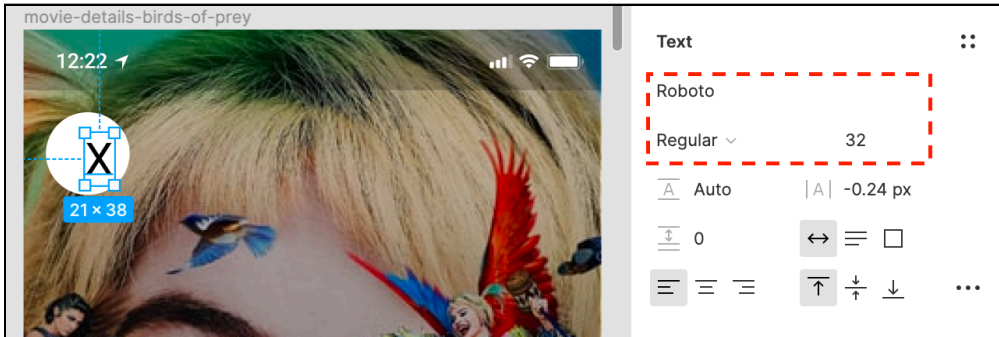 movie-details-birds-of-prey
12:22
X
21 × 38
Text
Roboto
Regular 32
A Auto |A| -0.24 px
0